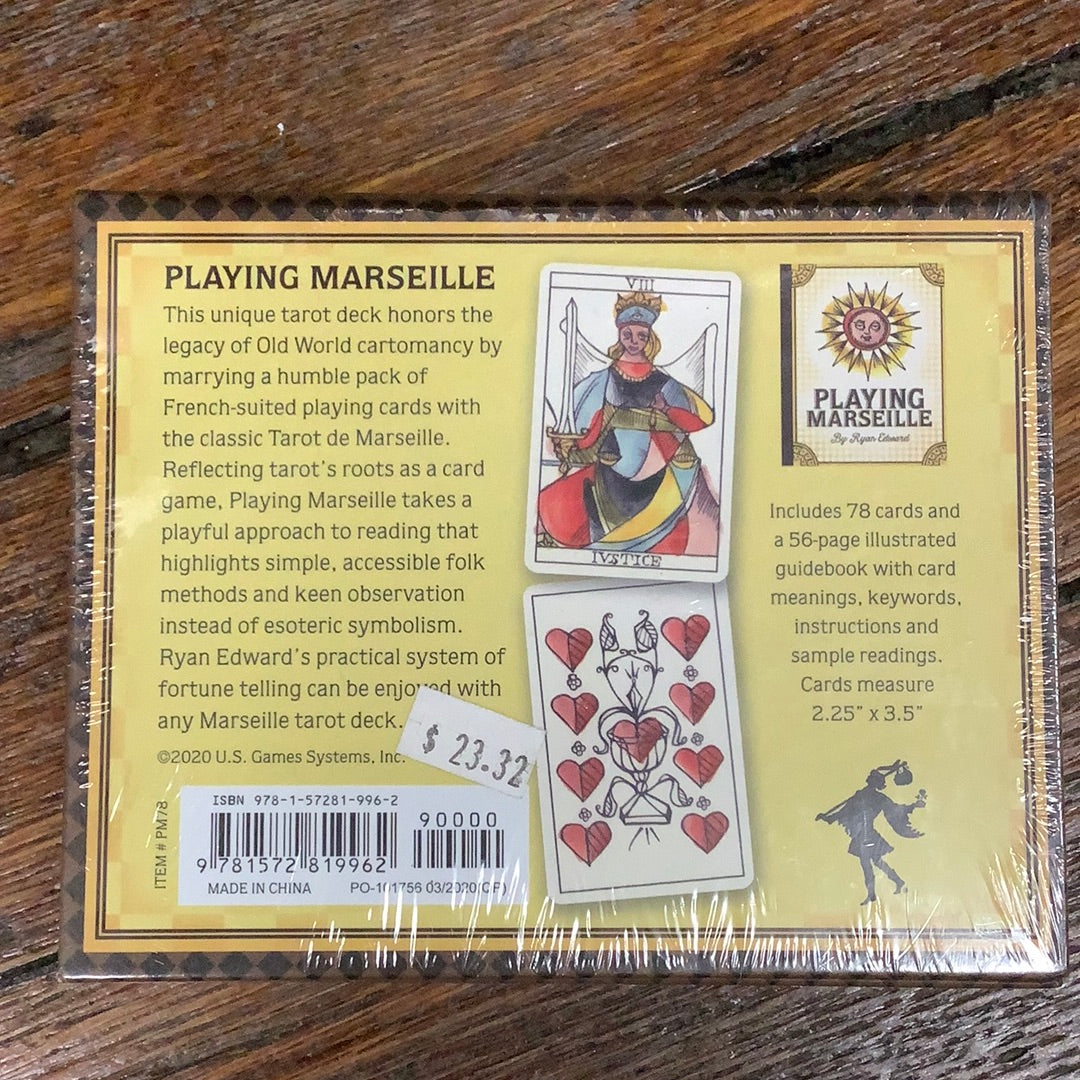 PLAYING MARSEILLE
This unique tarot deck honors the
legacy of Old World cartomancy by
marrying a humble pack of
French-suited playing cards with
the classic Tarot de Marseille.
Reflecting tarot's roots as a card
game, Playing Marseille takes a
playful approach to reading that
highlights simple, accessible folk
methods and keen observation
instead of esoteric symbolism.
Ryan Edward's practical system of
fortune telling can be enjoyed with
any Marseille tarot deck.
©2020 U.S. Games Systems, Inc.
$ 23.32
ITEM # PM78
ISBN 978-1-57281-996-2
90000
9 781572 819962
MADE IN CHINA PO-101756 03/2020(QP)
VIII
IVSTICE
PLAYING
MARSEILLE
By Ryan Edward
Includes 78 cards and
a 56-page illustrated
guidebook with card
meanings, keywords,
instructions and
sample readings.
Cards measure
2.25" x 3.5"